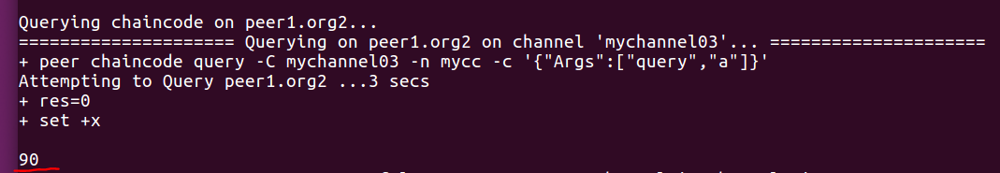 Querying chaincode on peer1.org2...
===================== Querying on peer1.org2 on channel 'mychannel03'... =====================
+ peer chaincode query -C mychannel03 -n mycc -c '{"Args":["query","a"]}'
Attempting to Query peer1.org2 ...3 secs
+ res=0
+ set +x
90